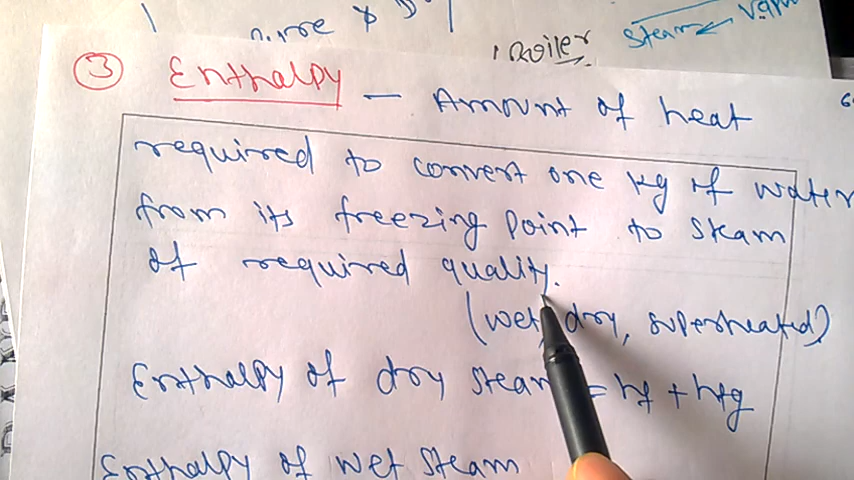 Boiler steam
③ Enthalpy – Amount of heat
required to convert one kg of water
from its freezing point to steam
of required quality.
(wet, dry, superheated)
Enthalpy of dry steam = hf + hfg
Enthalpy of wet steam